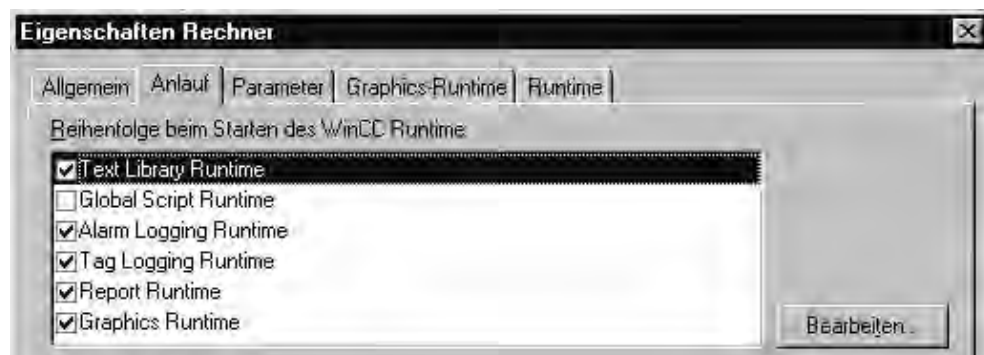 Eigenschaften Rechner
Allgemein Anlauf Parameter Graphics-Runtime Runtime
Reihenfolge beim Starten des WinCC Runtime:
Text Library Runtime
Global Script Runtime
Alarm Logging Runtime
Tag Logging Runtime
Report Runtime
Graphics Runtime
Bearbeiten...